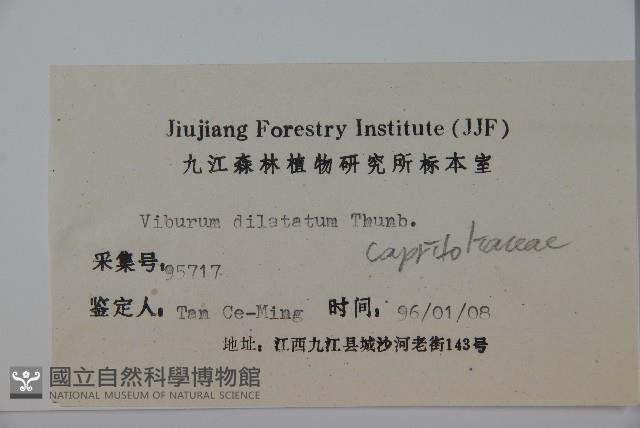 Jiujiang Forestry Institute (JJF)
九江森林植物研究所标本室
Viburum dilatatum Thunb.
采集号:95717
鉴定人: Tan Ce-Ming 时间: 96/01/08
地址: 江西九江县城沙河老街143号
國立自然科學博物館
NATIONAL MUSEUM OF NATURAL SCIENCE